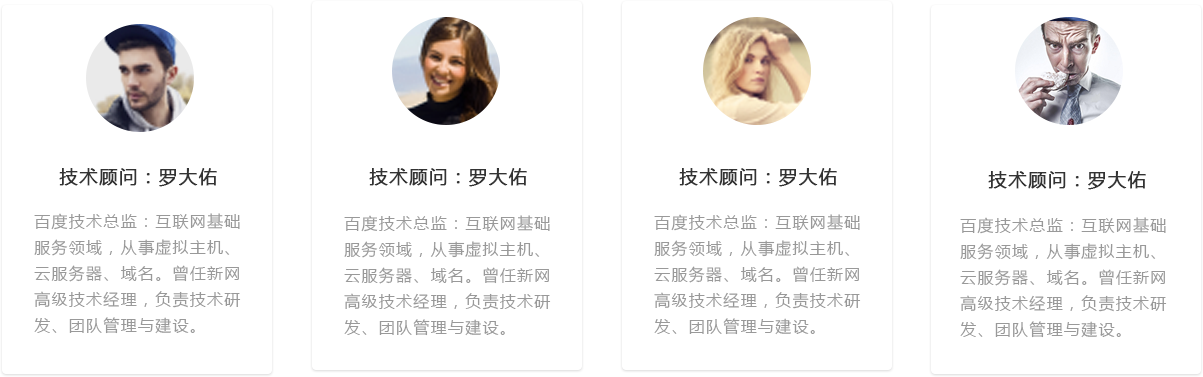 技术顾问：罗大佑
百度技术总监：互联网基础
服务领域，从事虚拟主机、
云服务器、域名。曾任新网
高级技术经理，负责技术研
发、团队管理与建设。
技术顾问：罗大佑
百度技术总监：互联网基础
服务领域，从事虚拟主机、
云服务器、域名。曾任新网
高级技术经理，负责技术研
发、团队管理与建设。
技术顾问：罗大佑
百度技术总监：互联网基础
服务领域，从事虚拟主机、
云服务器、域名。曾任新网
高级技术经理，负责技术研
发、团队管理与建设。
技术顾问：罗大佑
百度技术总监：互联网基础
服务领域，从事虚拟主机、
云服务器、域名。曾任新网
高级技术经理，负责技术研
发、团队管理与建设。